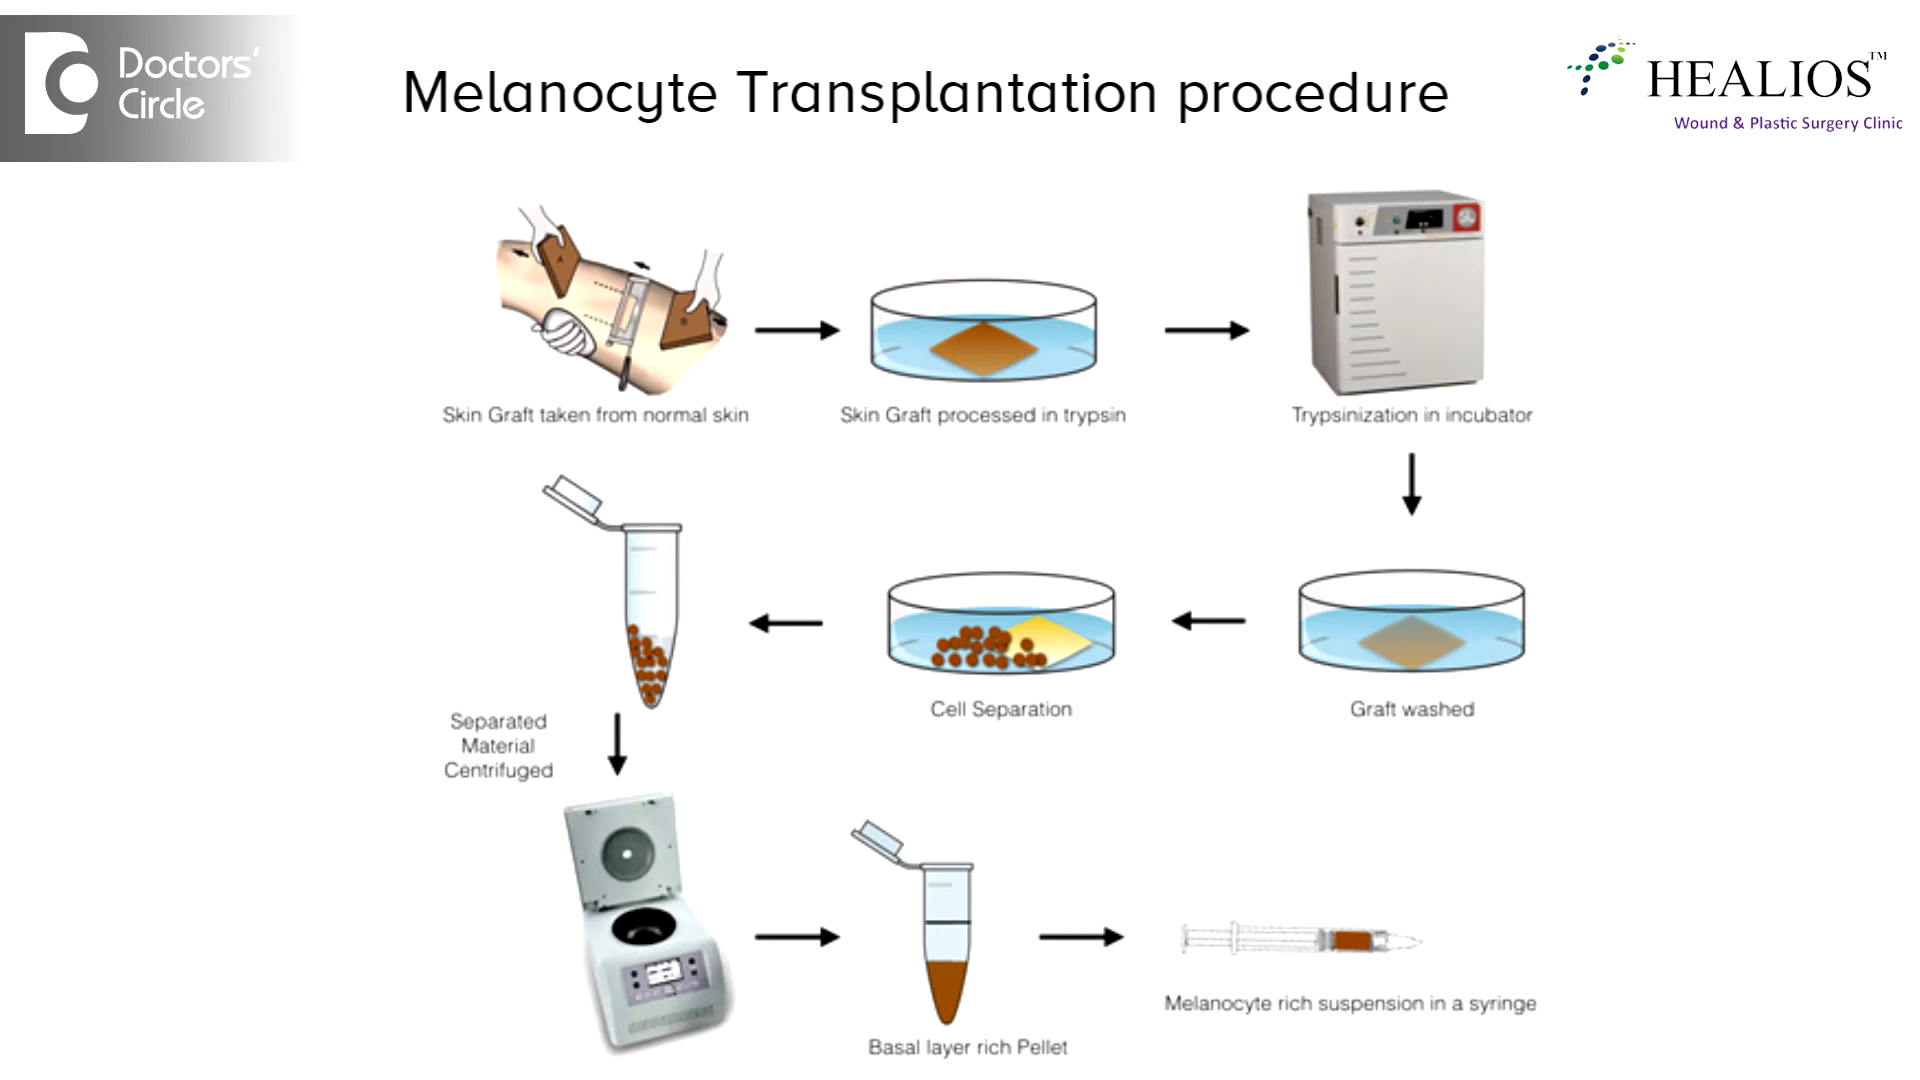 Doctors'
Circle
Melanocyte Transplantation procedure
HEALIOS™
Wound & Plastic Surgery Clinic
A
B
Skin Graft taken from normal skin
Skin Graft processed in trypsin
Trypsinization in incubator
Separated
Material
Centrifuged
Cell Separation
Graft washed
Basal layer rich Pellet
Melanocyte rich suspension in a syringe